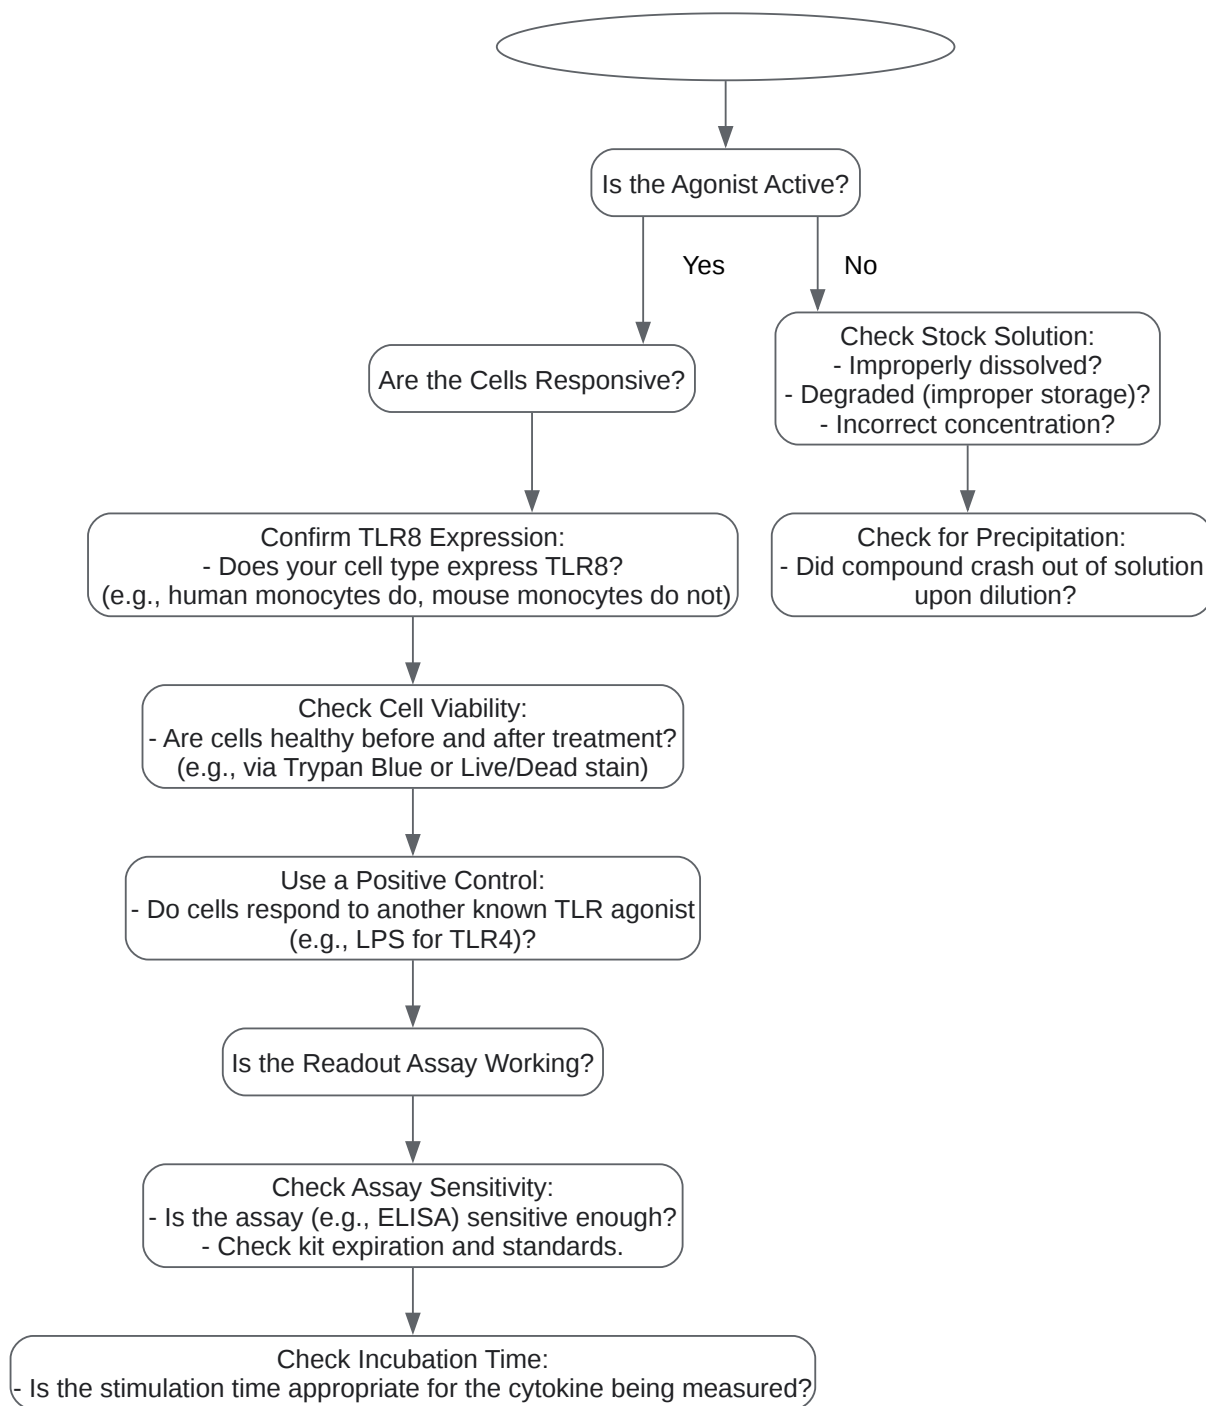 Is the Agonist Active?
Yes
No
Check Stock Solution:
- Improperly dissolved?
- Degraded (improper storage)?
- Incorrect concentration?
Are the Cells Responsive?
Confirm TLR8 Expression:
- Does your cell type express TLR8?
(e.g., human monocytes do, mouse monocytes do not)
Check for Precipitation:
- Did compound crash out of solution
upon dilution?
Check Cell Viability:
- Are cells healthy before and after treatment?
(e.g., via Trypan Blue or Live/Dead stain)
Use a Positive Control:
- Do cells respond to another known TLR agonist
(e.g., LPS for TLR4)?
Is the Readout Assay Working?
Check Assay Sensitivity:
- Is the assay (e.g., ELISA) sensitive enough?
- Check kit expiration and standards.
Check Incubation Time:
- Is the stimulation time appropriate for the cytokine being measured?